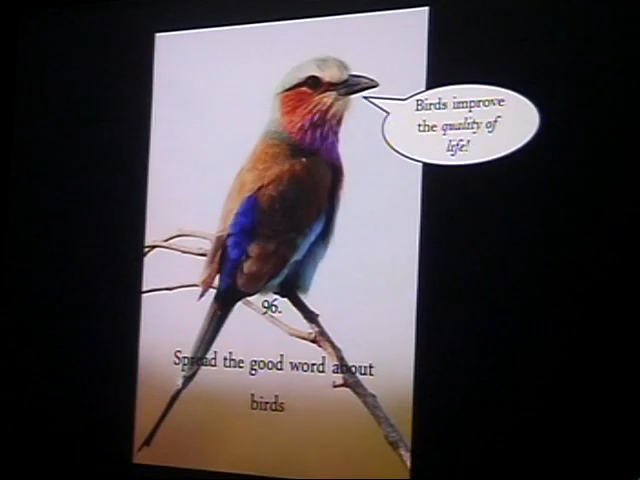 Birds improve
the quality of
life!
96.
Spread the good word about
birds